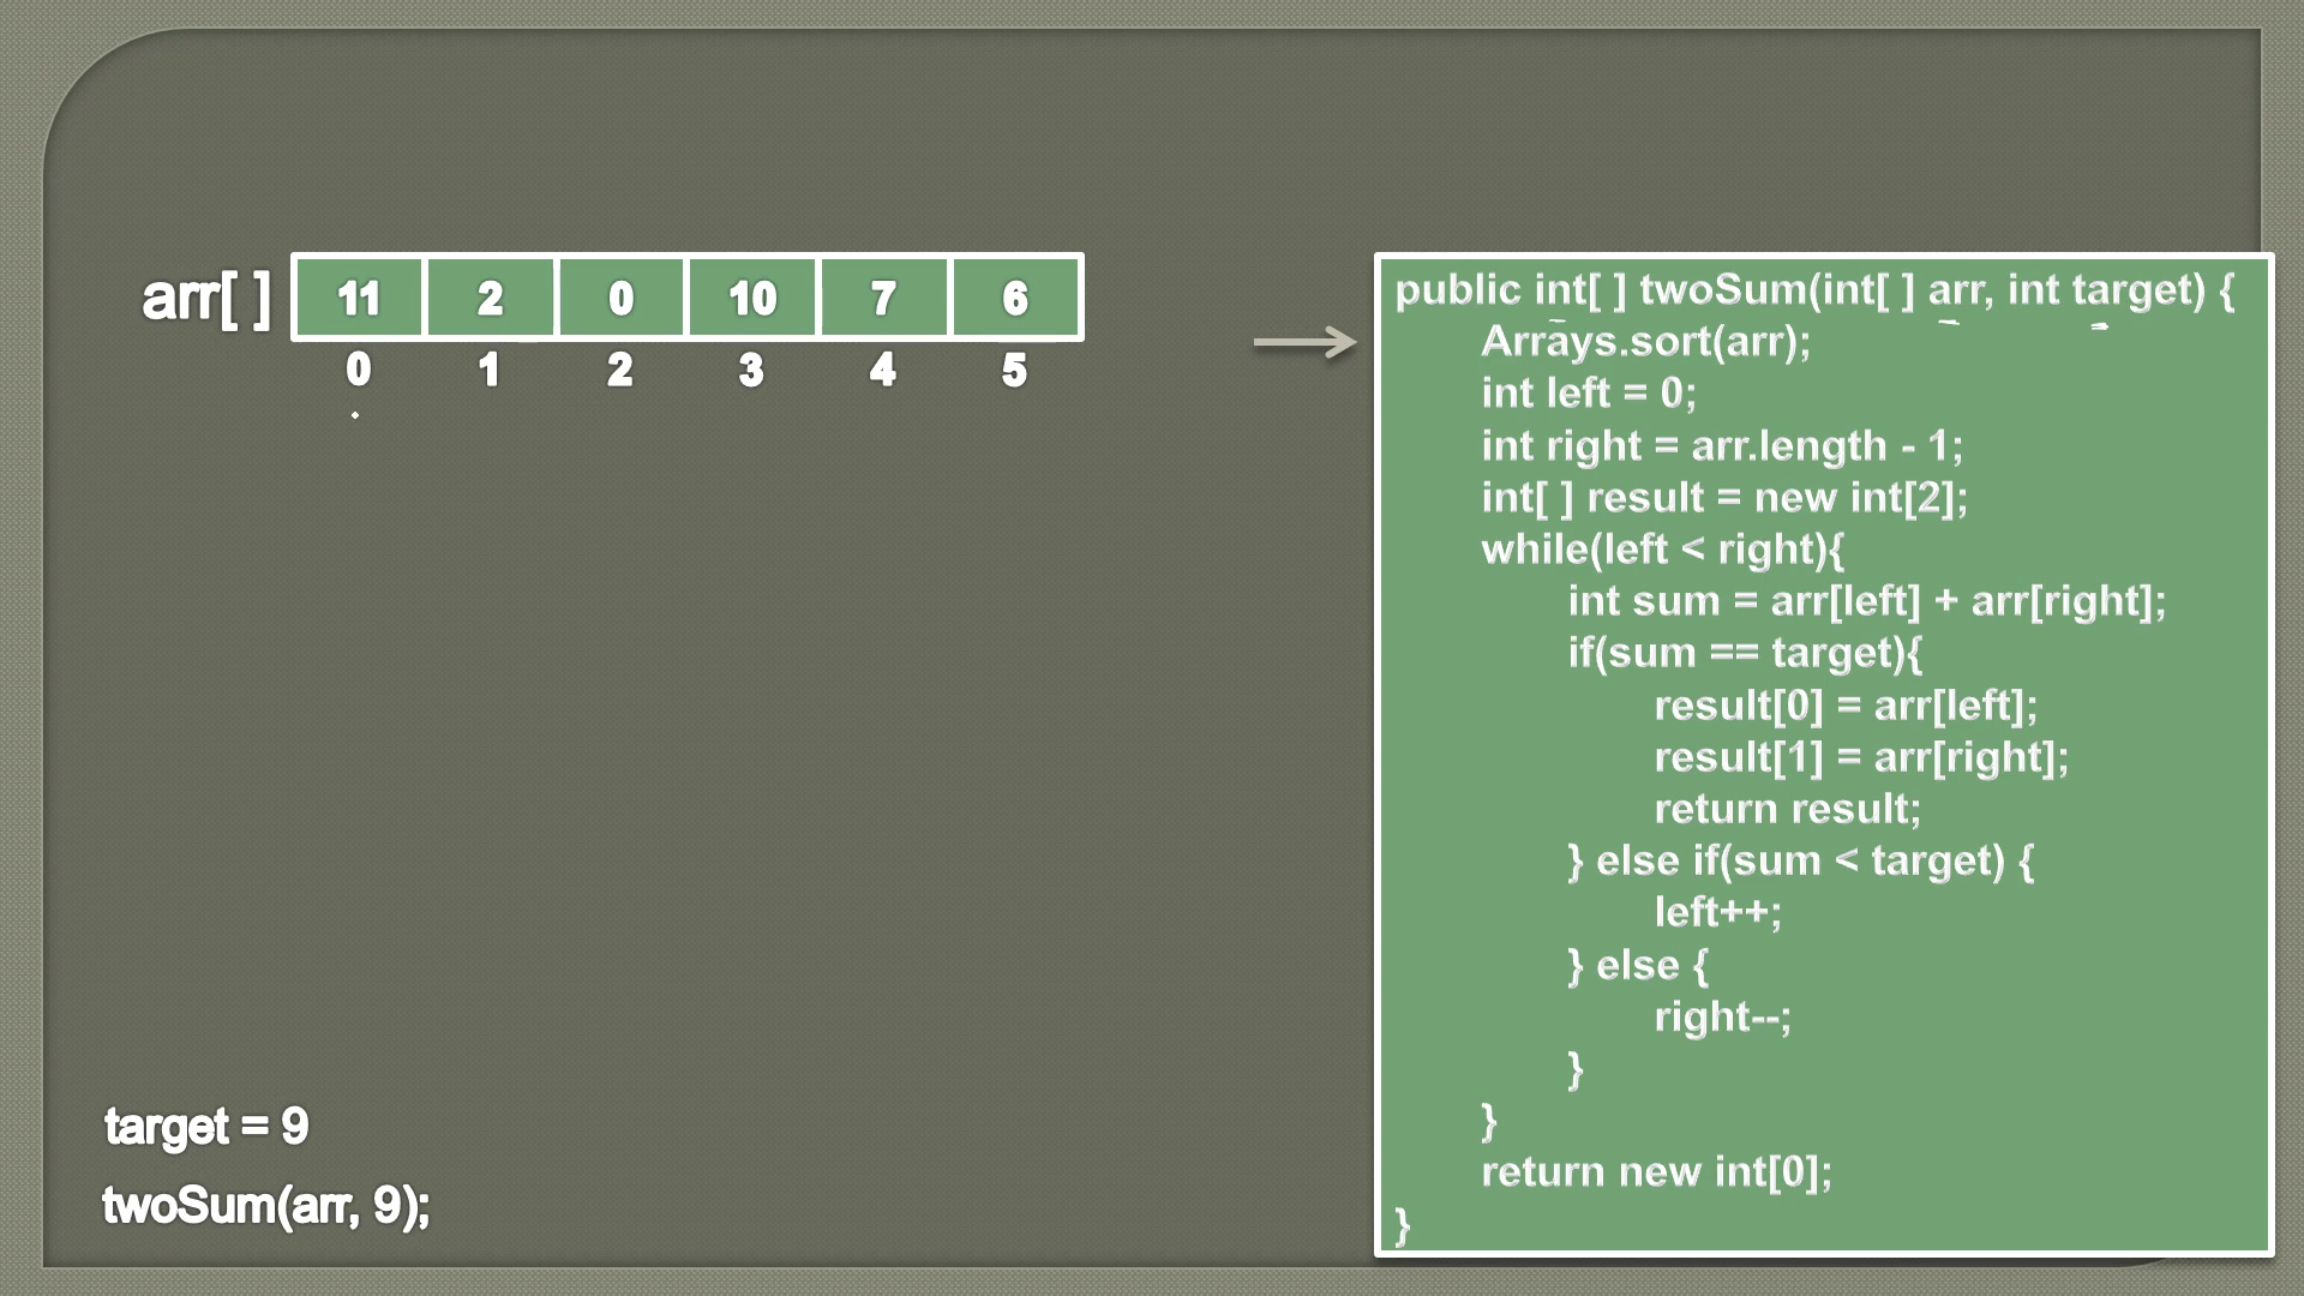 arr[ ] 11 2 0 10 7 6
0 1 2 3 4 5
target = 9
twoSum(arr, 9);
public int[ ] twoSum(int[ ] arr, int target) {
Arrays.sort(arr);
int left = 0;
int right = arr.length - 1;
int[ ] result = new int[2];
while(left < right){
int sum = arr[left] + arr[right];
if(sum == target){
result[0] = arr[left];
result[1] = arr[right];
return result;
} else if(sum < target) {
left++;
} else {
right--;
}
}
return new int[0];
}